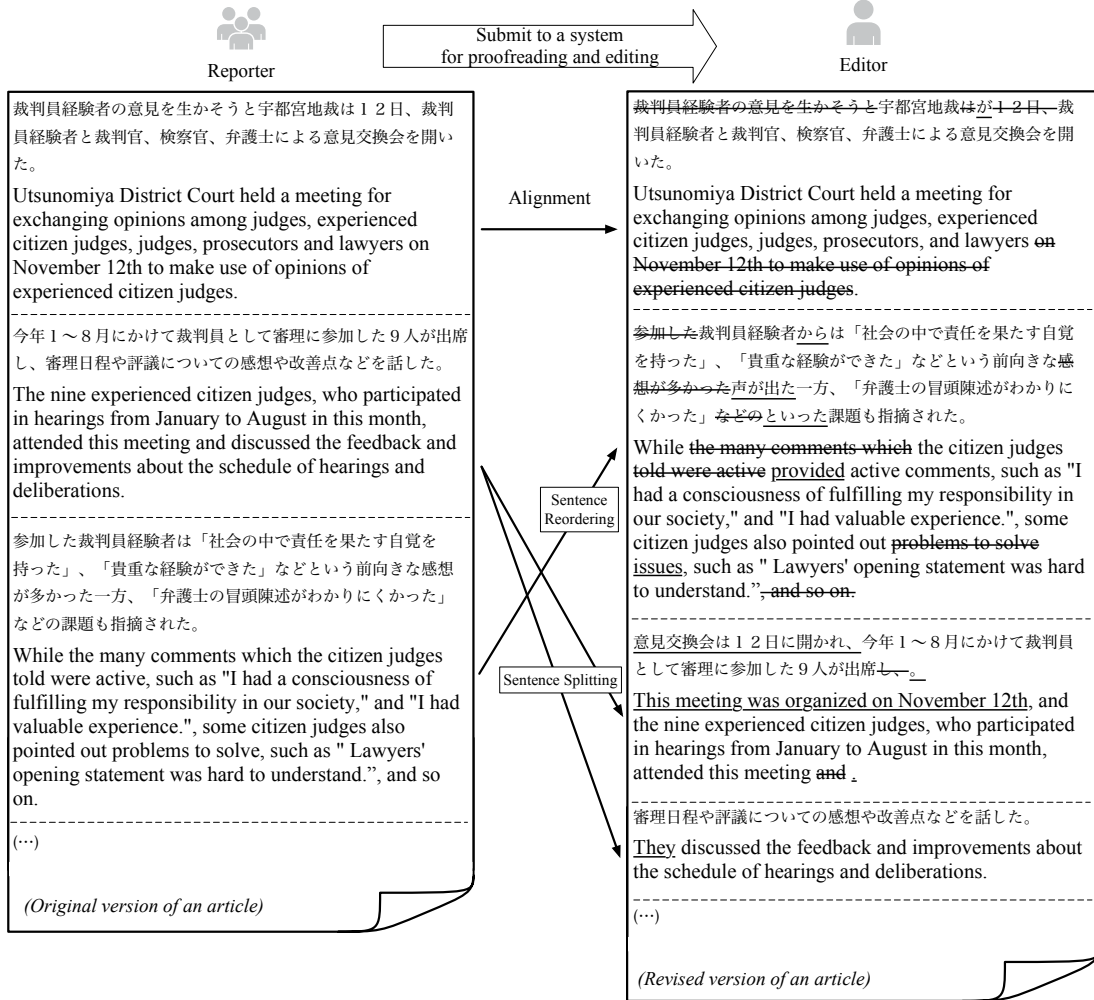 Reporter
Submit to a system
for proofreading and editing
Editor
裁判員経験者の意見を生かそうと宇都宮地裁は１２日、裁判
員経験者と裁判官、検察官、弁護士による意見交換会を開い
た。
Utsunomiya District Court held a meeting for
exchanging opinions among judges, experienced
citizen judges, judges, prosecutors and lawyers on
November 12th to make use of opinions of
experienced citizen judges.
今年１～８月にかけて裁判員として審理に参加した９人が出席
し、審理日程や評議についての感想や改善点などを話した。
The nine experienced citizen judges, who participated
in hearings from January to August in this month,
attended this meeting and discussed the feedback and
improvements about the schedule of hearings and
deliberations.
参加した裁判員経験者は「社会の中で責任を果たす自覚を
持った」、「貴重な経験ができた」などという前向きな感想
が多かった一方、「弁護士の冒頭陳述がわかりにくかった」
などの課題も指摘された。
While the many comments which the citizen judges
told were active, such as "I had a consciousness of
fulfilling my responsibility in our society," and "I had
valuable experience.", some citizen judges also
pointed out problems to solve, such as " Lawyers'
opening statement was hard to understand.”, and so
on.
(…)
(Original version of an article)
Alignment
Sentence
Reordering
Sentence Splitting
裁判員経験者の意見を生かそうと宇都宮地裁はが１２日、裁
判員経験者と裁判官、検察官、弁護士による意見交換会を開
いた。
Utsunomiya District Court held a meeting for
exchanging opinions among judges, experienced
citizen judges, judges, prosecutors, and lawyers on
November 12th to make use of opinions of
experienced citizen judges.
参加した裁判員経験者からは「社会の中で責任を果たす自覚
を持った」、「貴重な経験ができた」などという前向きな感
想が多かった声が出た一方、「弁護士の冒頭陳述がわかりに
くかった」などのといった課題も指摘された。
While the many comments which the citizen judges
told were active provided active comments, such as "I
had a consciousness of fulfilling my responsibility in
our society," and "I had valuable experience.", some
citizen judges also pointed out problems to solve
issues, such as " Lawyers' opening statement was hard
to understand.”, and so on.
意見交換会は１２日に開かれ、今年１～８月にかけて裁判員
として審理に参加した９人が出席し、。
This meeting was organized on November 12th, and
the nine experienced citizen judges, who participated
in hearings from January to August in this month,
attended this meeting and .
審理日程や評議についての感想や改善点などを話した。
They discussed the feedback and improvements about
the schedule of hearings and deliberations.
(…)
(Revised version of an article)